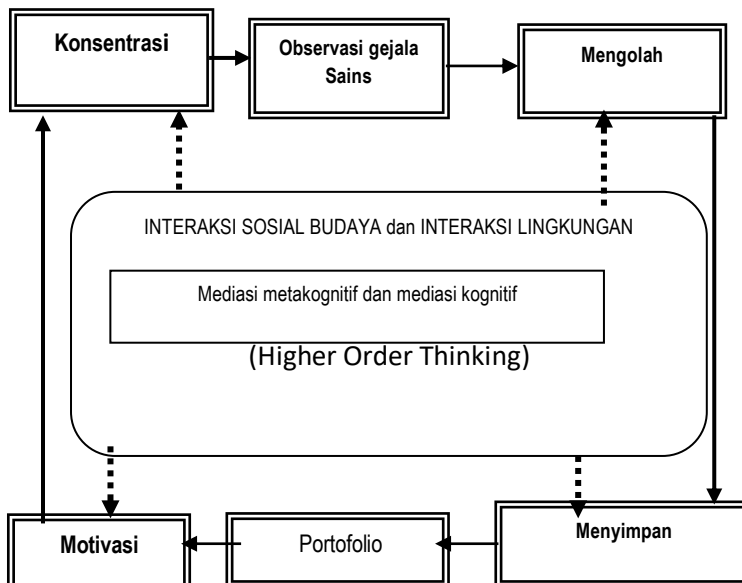 Konsentrasi
Observasi gejala
Sains
Mengolah
INTERAKSI SOSIAL BUDAYA dan INTERAKSI LINGKUNGAN
Mediasi metakognitif dan mediasi kognitif
(Higher Order Thinking)
Motivasi
Portofolio
Menyimpan